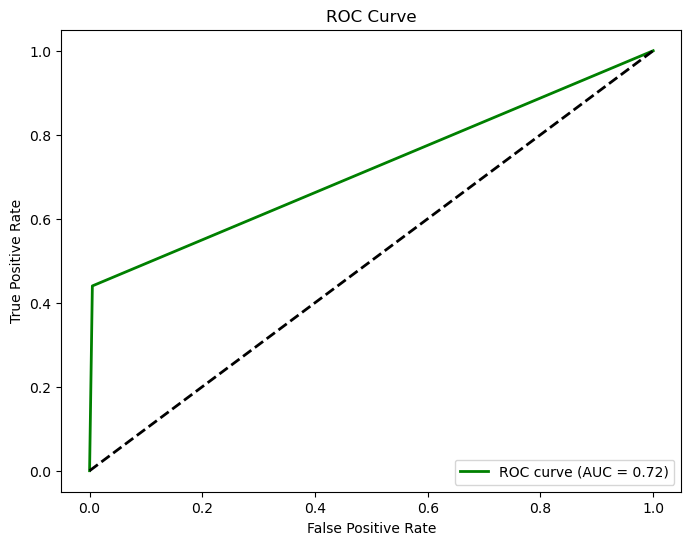 ROC Curve
1.0
0.8
0.6
0.4
0.2
0.0
True Positive Rate
ROC curve (AUC = 0.72)
0.0 0.2 0.4 0.6 0.8 1.0
False Positive Rate